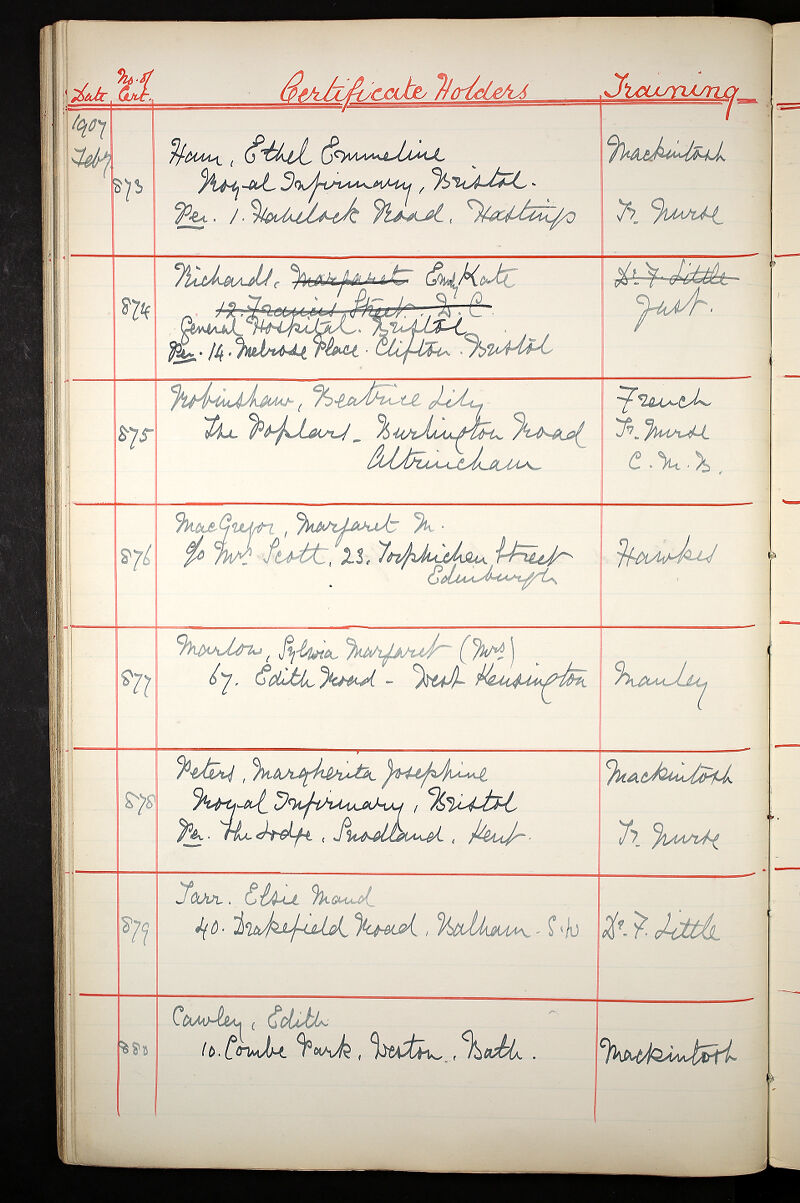 Date No. of Cert. Certificate Holders Training
1907
Feb 7
873 Ham, Ethel Emmeline Mackintosh
Royal Infirmary, Bristol.
Per. 1. Havelock Road. Hastings Tr. Nurse
874 Richards, Margaret Emily Kate Dr. F. Little
12. Francis Street. D. C. Just.
General Hospital. Bristol
Per. 14. Melrose Place. Clifton. Bristol
875 Robinshaw, Beatrice Lily French
The Poplars - Burlington Road Tr. Nurse
Altrincham C. M. B.
876 MacGregor, Margaret M.
c/o Mrs. Scott, 23. Torphichen Street Hawkes
Edinburgh
877 Marlow, Sylvia Margaret (Mrs)
67. Edith Road - West Kensington Manley
878 Peters, Margherita Josephine Mackintosh
Royal Infirmary, Bristol
Per. The Lodge, Snodland, Kent. Tr. Nurse
879 Tarr. Elsie Maud
40. Drakefield Road, Balham. S.W Dr. F. Little
880 Cawley, Edith
10. Combe Park, Weston, Bath. Mackintosh